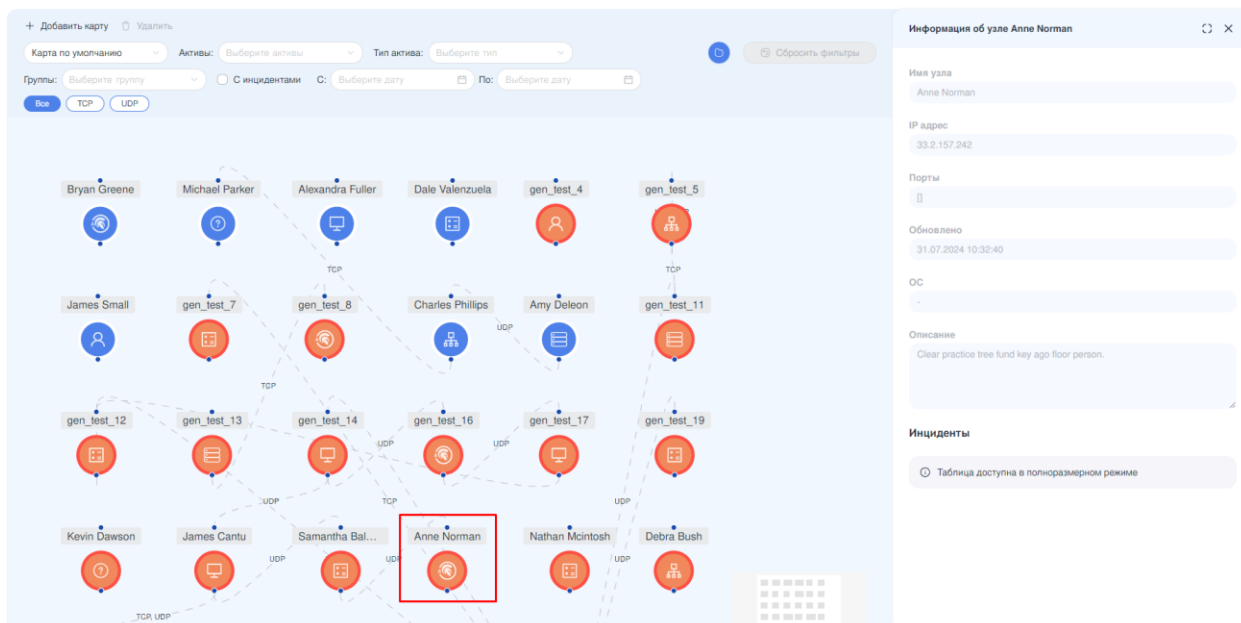 + Добавить карту Удалить
Карта по умолчанию Активы: Выберите активы Тип актива: Выберите тип Сбросить фильтры
Группы: Выберите группу С инцидентами С: Выберите дату По: Выберите дату
Все TCP UDP
Bryan Greene Michael Parker Alexandra Fuller Dale Valenzuela gen_test_4 gen_test_5
TCP TCP
James Small gen_test_7 gen_test_8 Charles Phillips Amy Deleon gen_test_11
UDP
TCP
gen_test_12 gen_test_13 gen_test_14 gen_test_16 gen_test_17 gen_test_19
UDP UDP
UDP TCP UDP
Kevin Dawson James Cantu Samantha Bal... Anne Norman Nathan Mcintosh Debra Bush
UDP UDP UDP
TCP, UDP
Информация об узле Anne Norman
Имя узла
Anne Norman
IP адрес
33.2.157.242
Порты
[]
Обновлено
31.07.2024 10:32:40
ОС
-
Описание
Clear practice tree fund key ago floor person.
Инциденты
Таблица доступна в полноразмерном режиме